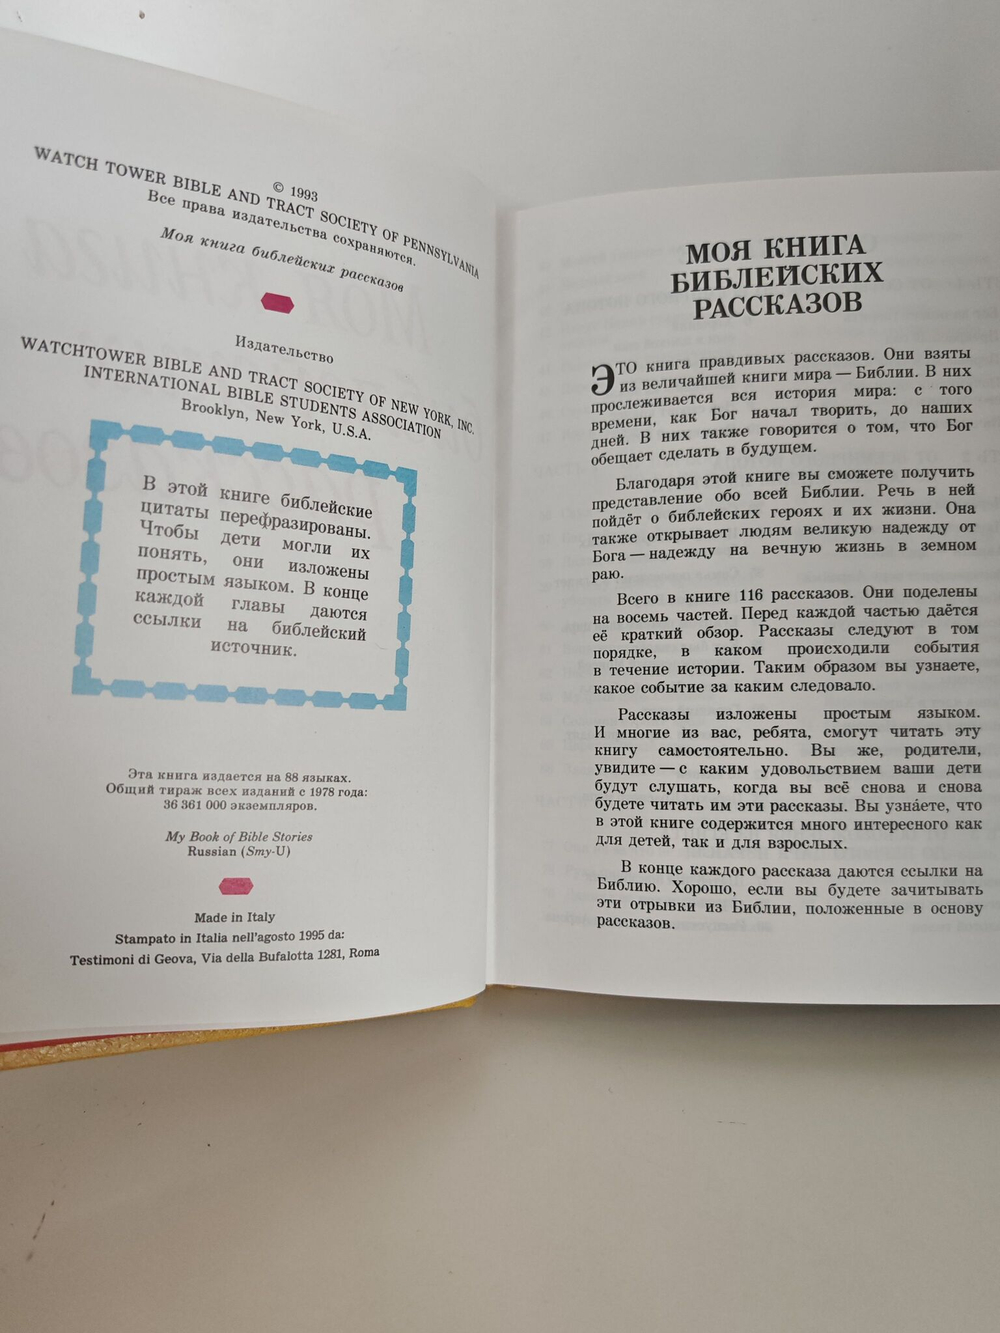 © 1993
WATCH TOWER BIBLE AND TRACT SOCIETY OF PENNSYLVANIA
Все права издательства сохраняются.
Моя книга библейских рассказов
Издательство
WATCHTOWER BIBLE AND TRACT SOCIETY OF NEW YORK, INC.
INTERNATIONAL BIBLE STUDENTS ASSOCIATION
Brooklyn, New York, U.S.A.
В этой книге библейские
цитаты перефразированы.
Чтобы дети могли их
понять, они изложены
простым языком. В конце
каждой главы даются
ссылки на библейский
источник.
Эта книга издается на 88 языках.
Общий тираж всех изданий с 1978 года:
36 361 000 экземпляров.
My Book of Bible Stories
Russian (Smy-U)
Made in Italy
Stampato in Italia nell'agosto 1995 da:
Testimoni di Geova, Via della Bufalotta 1281, Roma
МОЯ КНИГА
БИБЛЕЙСКИХ
РАССКАЗОВ
ЭТО книга правдивых рассказов. Они взяты
из величайшей книги мира — Библии. В них
прослеживается вся история мира: с того
времени, как Бог начал творить, до наших
дней. В них также говорится о том, что Бог
обещает сделать в будущем.
Благодаря этой книге вы сможете получить
представление обо всей Библии. Речь в ней
пойдёт о библейских героях и их жизни. Она
также открывает людям великую надежду от
Бога — надежду на вечную жизнь в земном
раю.
Всего в книге 116 рассказов. Они поделены
на восемь частей. Перед каждой частью даётся
её краткий обзор. Рассказы следуют в том
порядке, в каком происходили события
в течение истории. Таким образом вы узнаете,
какое событие за каким следовало.
Рассказы изложены простым языком.
И многие из вас, ребята, смогут читать эту
книгу самостоятельно. Вы же, родители,
увидите — с каким удовольствием ваши дети
будут слушать, когда вы всё снова и снова
будете читать им эти рассказы. Вы узна́ете, что
в этой книге содержится много интересного как
для детей, так и для взрослых.
В конце каждого рассказа даются ссылки на
Библию. Хорошо, если вы будете зачитывать
эти отрывки из Библии, положенные в основу
рассказов.